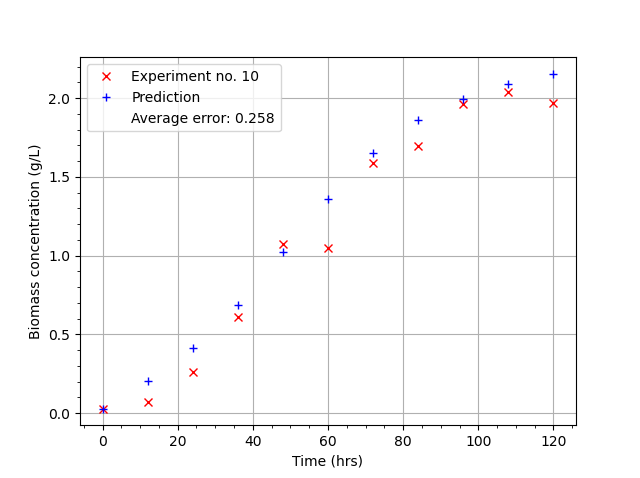 Experiment no. 10
Prediction
Average error: 0.258
Biomass concentration (g/L)
2.0
1.5
1.0
0.5
0.0
0 20 40 60 80 100 120
Time (hrs)